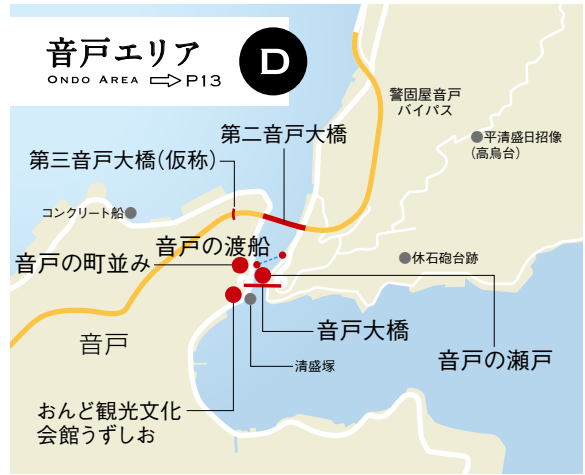 音戸エリア
ONDO AREA ⇨P13
D
警固屋音戸
バイパス
第二音戸大橋
平清盛日招像
(高烏台)
第三音戸大橋(仮称)
コンクリート船
音戸の渡船
音戸の町並み
休石砲台跡
音戸
音戸大橋
音戸の瀬戸
清盛塚
おんど観光文化
会館うずしお